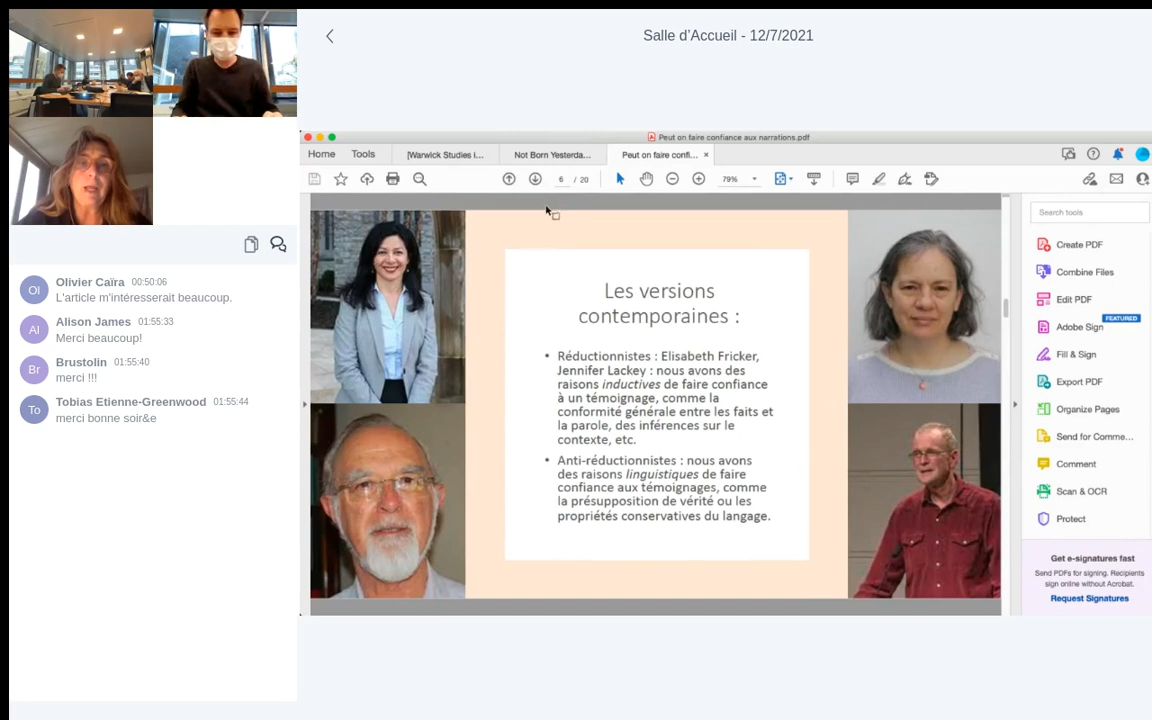 Salle d'Accueil - 12/7/2021
Peut on faire confiance aux narrations.pdf
Home
Tools
[Warwick Studies i...
Not Born Yesterda...
Peut on faire confi... ×
6 / 20
79%
Search tools
Create PDF
Combine Files
Edit PDF
FEATURED
Adobe Sign
Fill & Sign
Export PDF
Organize Pages
Send for Comme...
Comment
Scan & OCR
Protect
Get e-signatures fast
Send PDFs for signing. Recipients
sign online without Acrobat.
Request Signatures
Les versions
contemporaines :
• Réductionnistes : Elisabeth Fricker,
Jennifer Lackey : nous avons des
raisons inductives de faire confiance
à un témoignage, comme la
conformité générale entre les faits et
la parole, des inférences sur le
contexte, etc.
• Anti-réductionnistes : nous avons
des raisons linguistiques de faire
confiance aux témoignages, comme
la présupposition de vérité ou les
propriétés conservatives du langage.
Ol
Olivier Caïra 00:50:06
L'article m'intéresserait beaucoup.
Al
Alison James 01:55:33
Merci beaucoup!
Br
Brustolin 01:55:40
merci !!!
To
Tobias Etienne-Greenwood 01:55:44
merci bonne soir&e